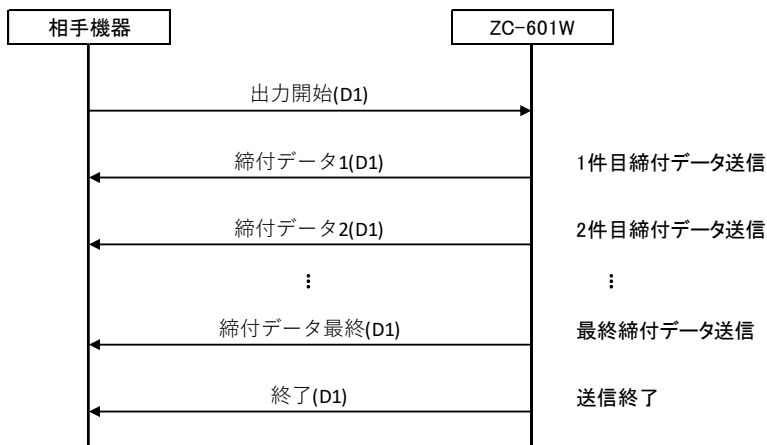 相手機器
ZC-601W
出力開始(D1)
締付データ1(D1)
1件目締付データ送信
締付データ2(D1)
2件目締付データ送信
⋮ ⋮
締付データ最終(D1)
最終締付データ送信
終了(D1)
送信終了